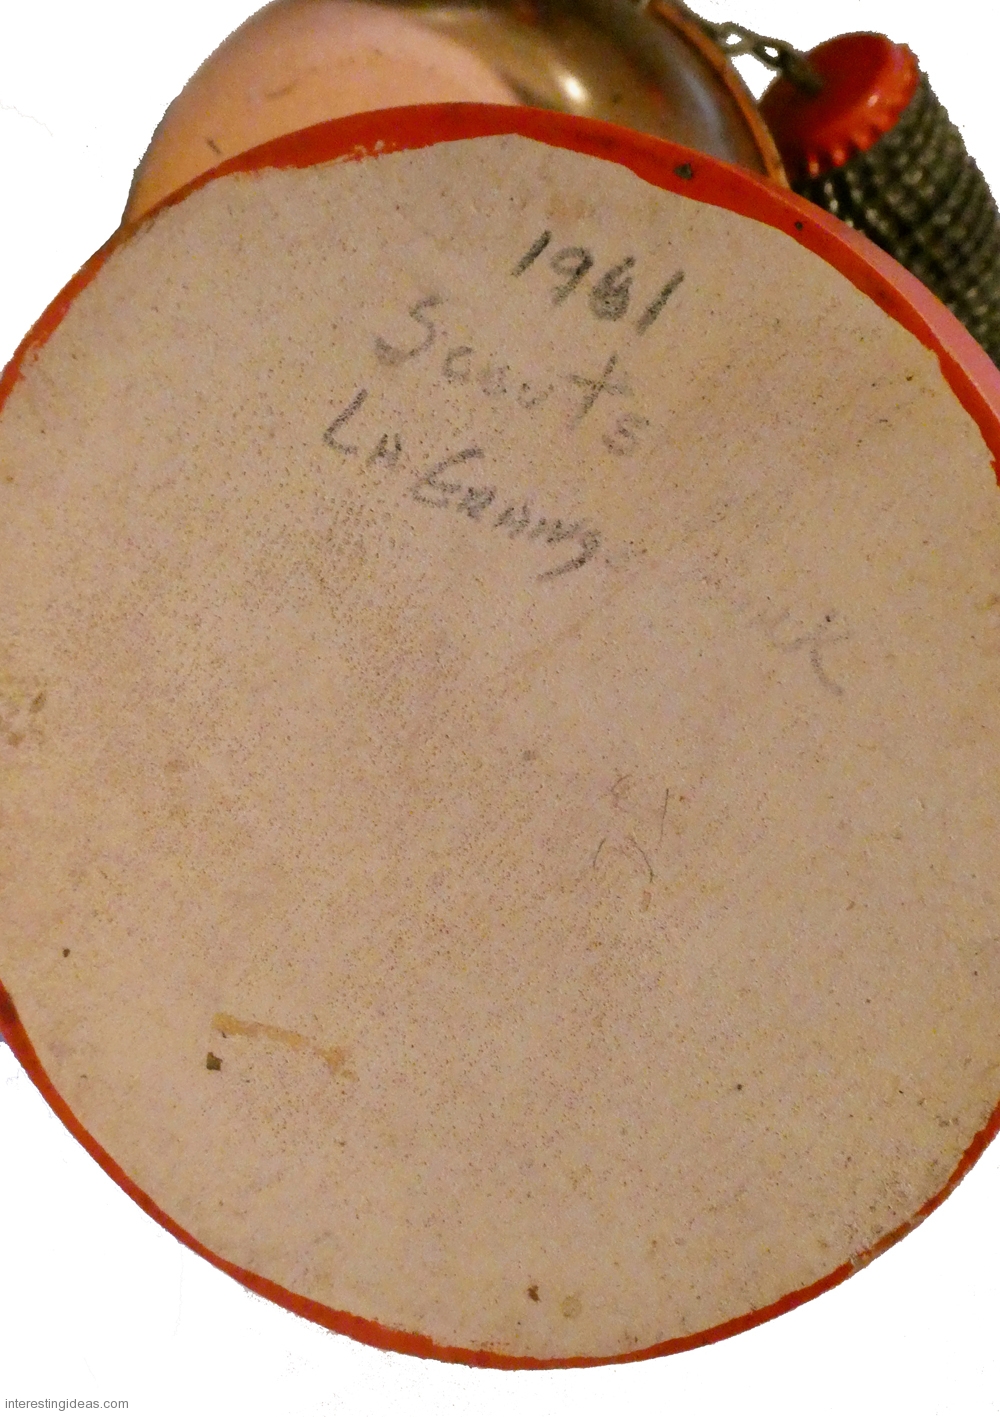 1961
Scouts
La Grange
interestingideas.com